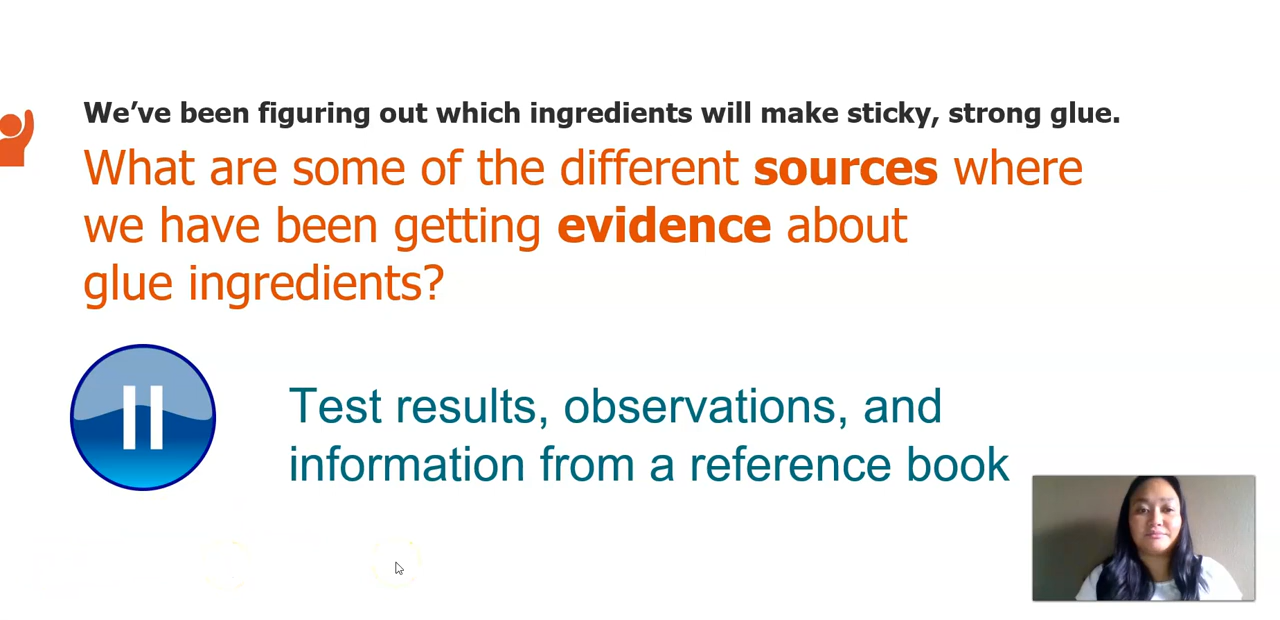 We’ve been figuring out which ingredients will make sticky, strong glue.
What are some of the different sources where
we have been getting evidence about
glue ingredients?
Test results, observations, and
information from a reference book